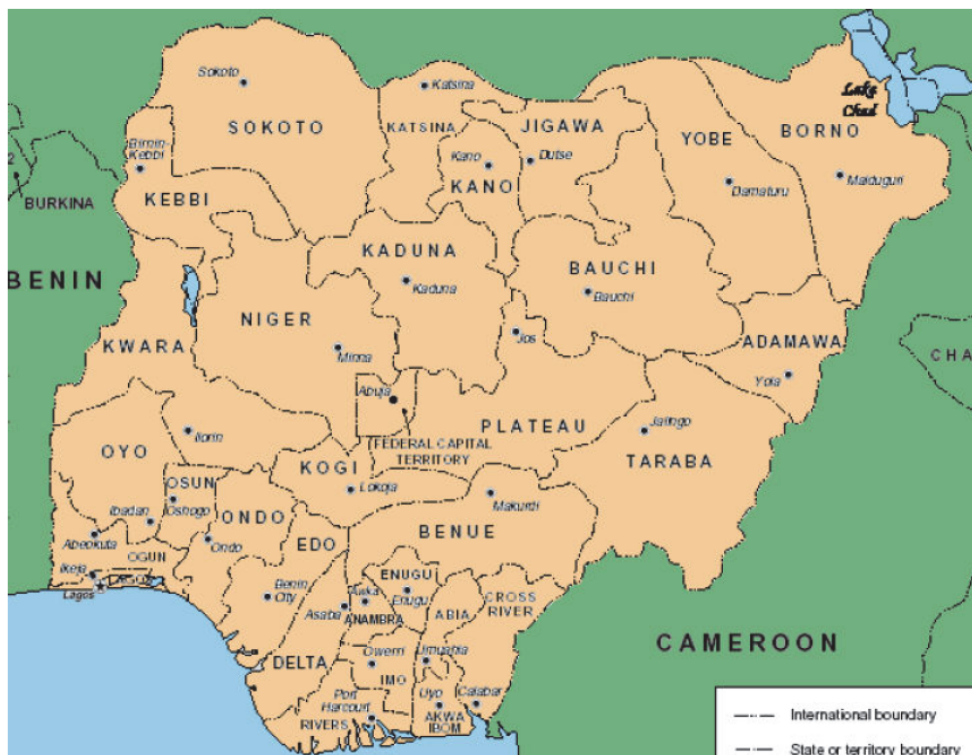 Sokoto
Katsina
Lake
Chad
SOKOTO
KATSINA
JIGAWA
YOBE
BORNO
Birnin-
Kebbi
Kano
Dutse
2
KANO
Damaturu
Maiduguri
BURKINA
KEBBI
KADUNA
BAUCHI
BENIN
Kaduna
Bauchi
NIGER
KWARA
Minna
Jos
ADAMAWA
CHA
Yola
Abuja
PLATEAU
Jalingo
Ilorin
OYO
FEDERAL CAPITAL
TERRITORY
TARABA
KOGI
OSUN
Lokoja
Oshogo
Makurdi
Ibadan
ONDO
BENUE
Abeokuta
Ondo
EDO
OGUN
Ikeja
LAGOS
Lagos
ENUGU
Enugu
Benin
City
Asaba
Awka
ANAMBRA
ABIA
CROSS
RIVER
Owerri
Umuahia
DELTA
IMO
CAMEROON
Port
Harcourt
Uyo
Calabar
RIVERS
AKWA
IBOM
International boundary
State or territory boundary